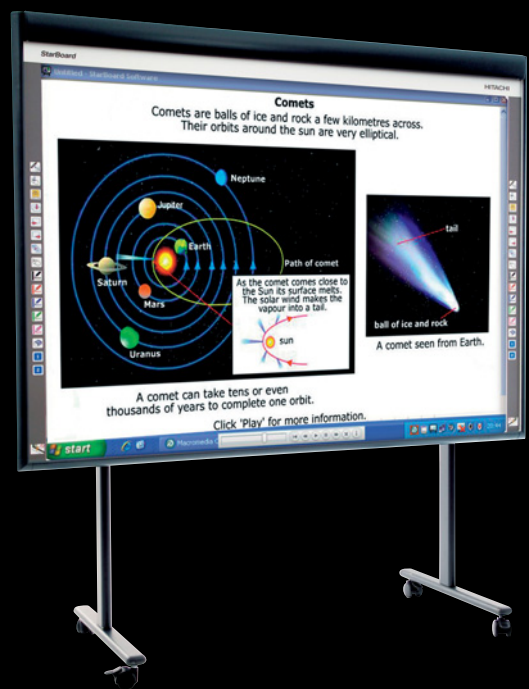 StarBoard
HITACHI
Untitled - StarBoard Software
Comets
Comets are balls of ice and rock a few kilometres across.
Their orbits around the sun are very elliptical.
Neptune
Jupiter
Earth
Path of comet
Saturn
Mars
Uranus
As the comet comes close to
the Sun its surface melts.
The solar wind makes the
vapour into a tail.
sun
tail
ball of ice and rock
A comet seen from Earth.
A comet can take tens or even
thousands of years to complete one orbit.
Click 'Play' for more information.
start
Macromedia